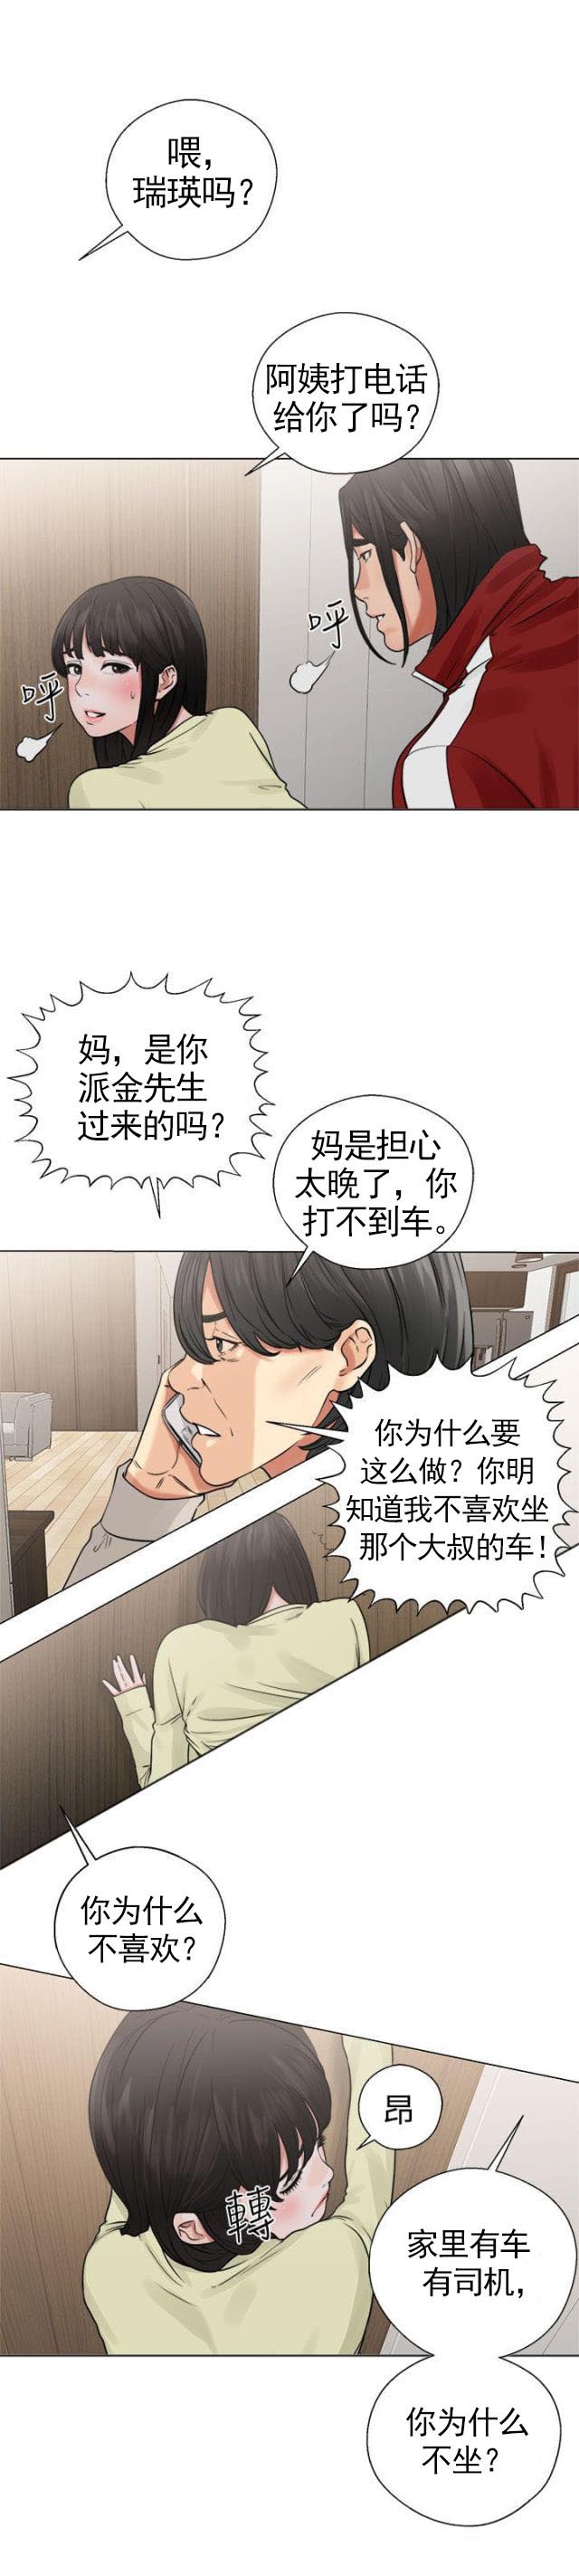 喂，
瑞瑛吗？
阿姨打电话
给你了吗？
呼
呼
妈，是你
派金先生
过来的吗？
妈是担心
太晚了，你
打不到车。
你为什么要
这么做？你明
知道我不喜欢坐
那个大叔的车！
你为什么
不喜欢？
昂
轉
家里有车
有司机，
你为什么
不坐？